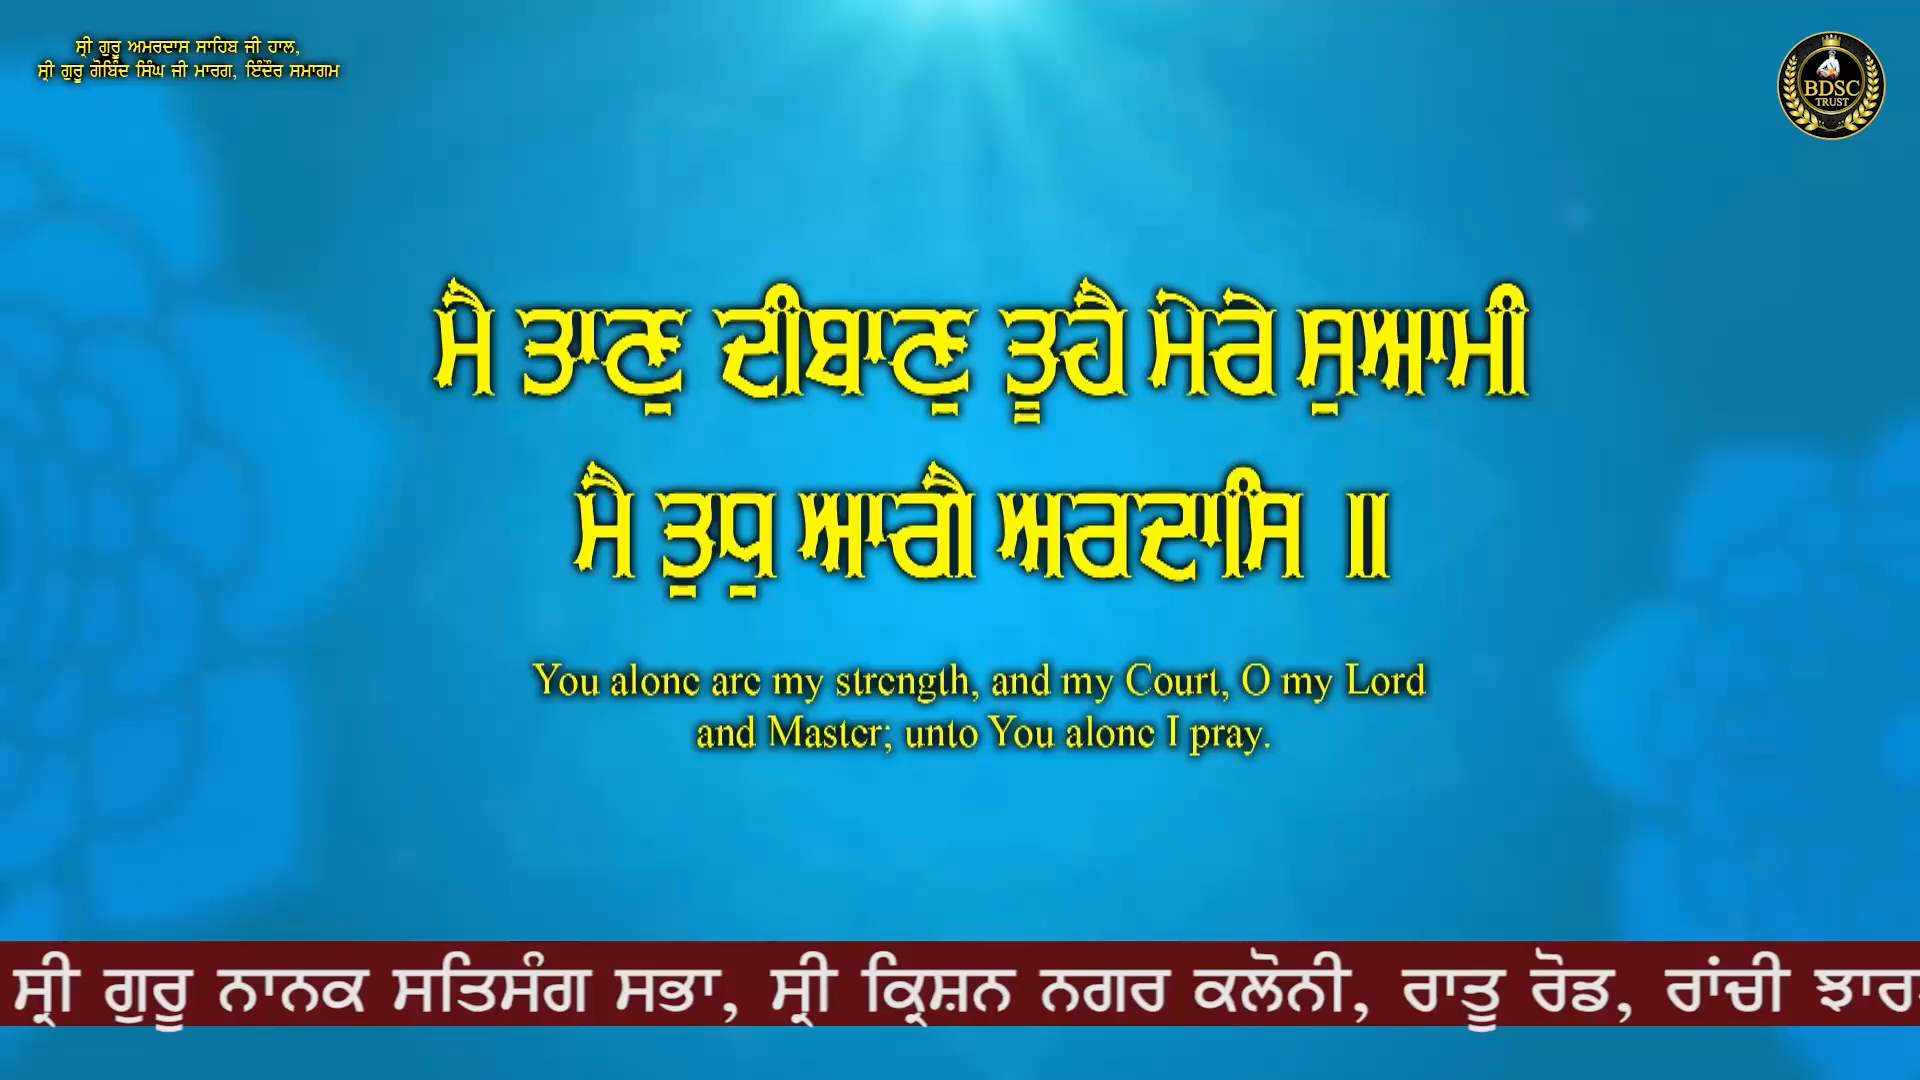 ਸ੍ਰੀ ਗੁਰੂ ਅਮਰਦਾਸ ਸਾਹਿਬ ਜੀ ਹਾਲ,
ਸ੍ਰੀ ਗੁਰੂ ਗੋਬਿੰਦ ਸਿੰਘ ਜੀ ਮਾਰਗ, ਇੰਦੌਰ ਸਮਾਗਮ
BDSC
TRUST
ਮੈ ਤਾਣੁ ਦੀਬਾਣੁ ਤੂਹੈ ਮੇਰੇ ਸੁਆਮੀ
ਮੈ ਤੁਧੁ ਆਗੈ ਅਰਦਾਸਿ ॥
You alone are my strength, and my Court, O my Lord
and Master; unto You alone I pray.
ਸ੍ਰੀ ਗੁਰੂ ਨਾਨਕ ਸਤਿਸੰਗ ਸਭਾ, ਸ੍ਰੀ ਕ੍ਰਿਸ਼ਨ ਨਗਰ ਕਲੋਨੀ, ਰਾਤੂ ਰੋਡ, ਰਾਂਚੀ